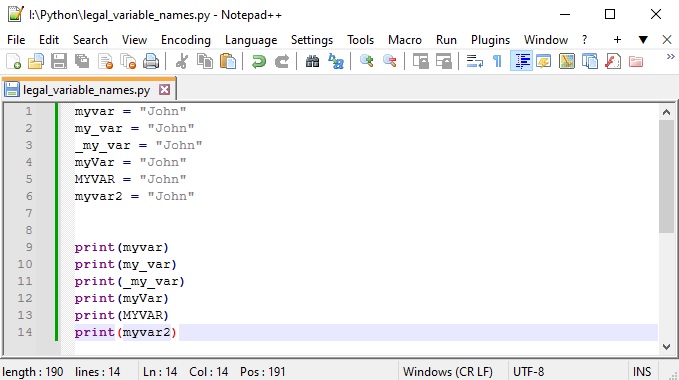 I:\Python\legal_variable_names.py - Notepad++
File Edit Search View Encoding Language Settings Tools Macro Run Plugins Window ? + ▼ X
legal_variable_names.py
1 myvar = "John"
2 my_var = "John"
3 _my_var = "John"
4 myVar = "John"
5 MYVAR = "John"
6 myvar2 = "John"
7
8
9 print(myvar)
10 print(my_var)
11 print(_my_var)
12 print(myVar)
13 print(MYVAR)
14 print(myvar2)
length : 190 lines : 14 Ln : 14 Col : 14 Pos : 191 Windows (CR LF) UTF-8 INS